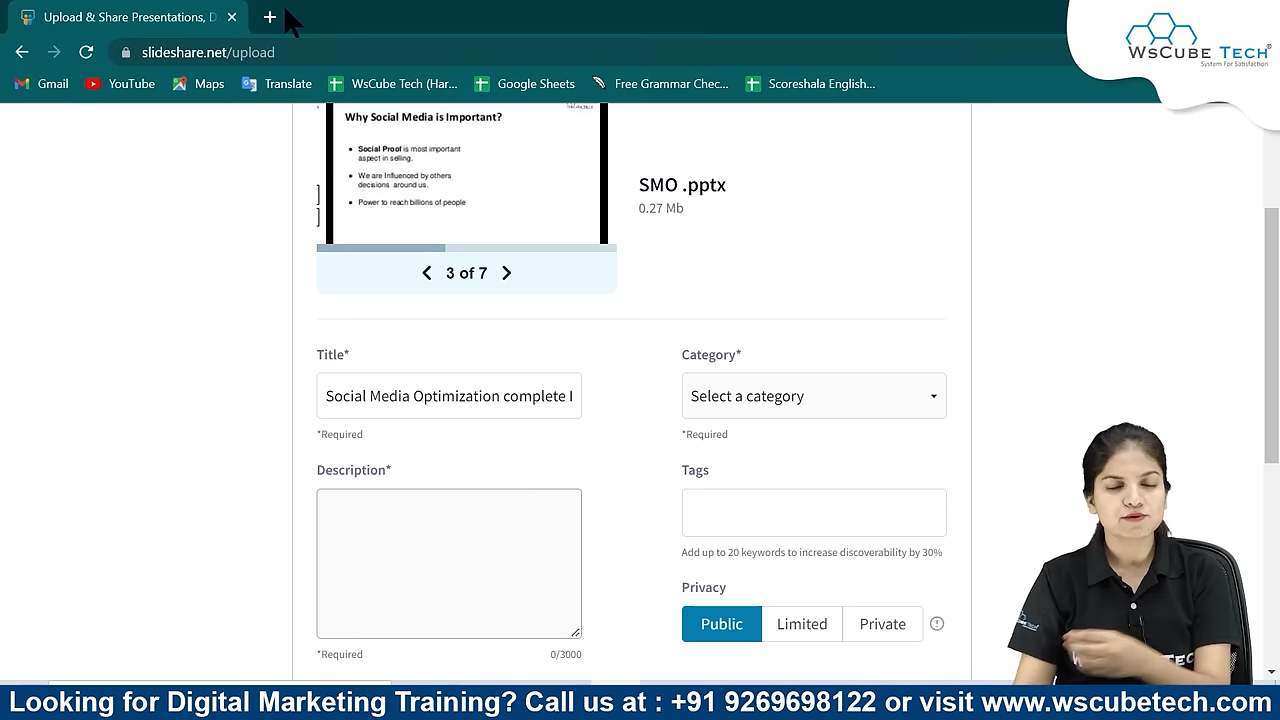 Upload & Share Presentations, D
WsCube Tech®
System For Satisfaction
slideshare.net/upload
Gmail
YouTube
Maps
Translate
WsCube Tech (Har...
Google Sheets
Free Grammar Chec...
Scoreshala English...
Why Social Media is Important?
Social Proof is most important
aspect in selling.
We are Influenced by others
decisions around us.
Power to reach billions of people
SMO .pptx
0.27 Mb
3 of 7
Title*
Category*
Social Media Optimization complete
Select a category
*Required
*Required
Description*
Tags
Add up to 20 keywords to increase discoverability by 30%
Privacy
Public
Limited
Private
*Required
0/3000
Looking for Digital Marketing Training? Call us at : +91 9269698122 or visit www.wscubetech.com